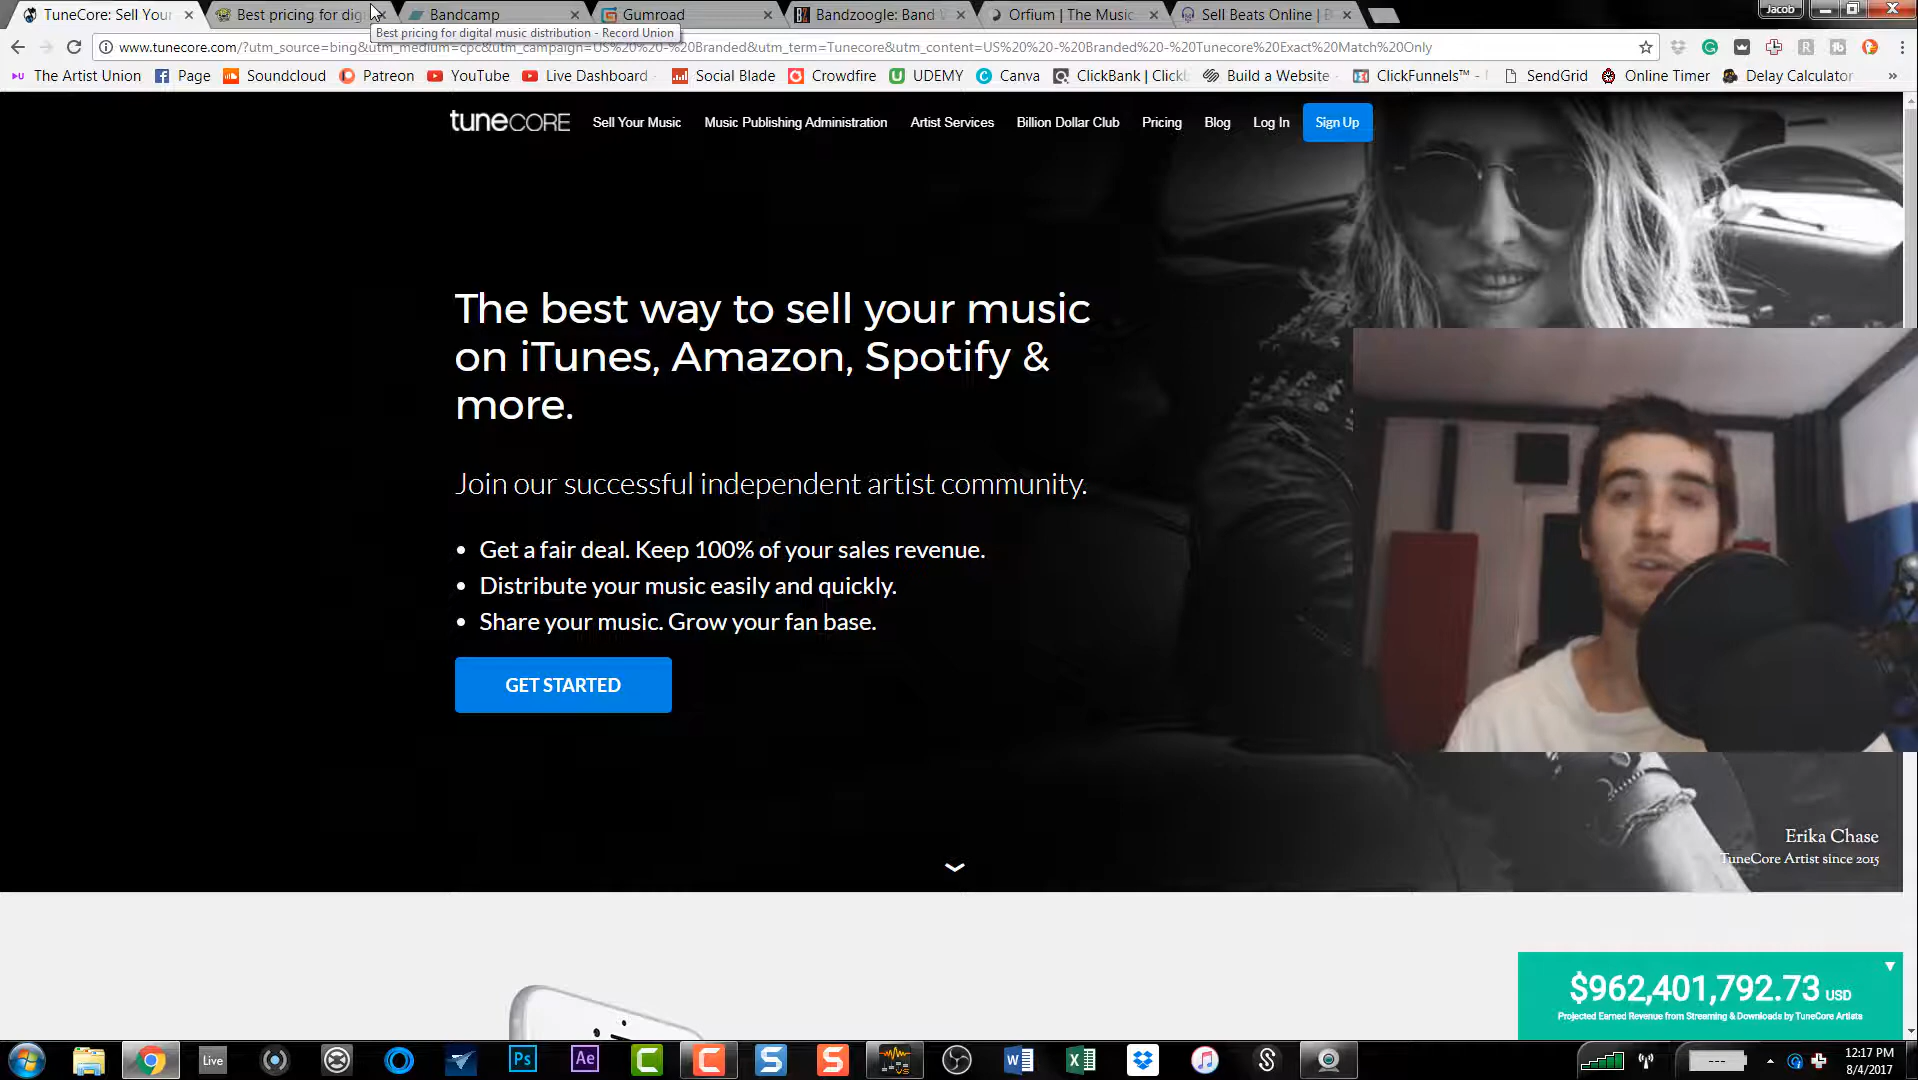 TuneCore: Sell Your
Best pricing for dig
Bandcamp
Gumroad
Bandzoogle: Band
Orfium | The Music
Sell Beats Online |
Jacob
Best pricing for digital music distribution - Record Union
www.tunecore.com/?utm_source=bing&utm_medium=cpc&utm_campaign=US%20%20-%20Branded&utm_term=Tunecore&utm_content=US%20%20-%20Branded%20-%20Tunecore%20Exact%20Match%20Only
The Artist Union
Page
Soundcloud
Patreon
YouTube
Live Dashboard
Social Blade
Crowdfire
UDEMY
Canva
ClickBank | Click
Build a Website
ClickFunnels™ -
SendGrid
Online Timer
Delay Calculator
»
tuneCORE
Sell Your Music
Music Publishing Administration
Artist Services
Billion Dollar Club
Pricing
Blog
Log In
Sign Up
The best way to sell your music
on iTunes, Amazon, Spotify &
more.
Join our successful independent artist community.
• Get a fair deal. Keep 100% of your sales revenue.
• Distribute your music easily and quickly.
• Share your music. Grow your fan base.
GET STARTED
Erika Chase
TuneCore Artist since 2015
$962,401,792.73 USD
Projected Earned Revenue from Streaming & Downloads by TuneCore Artists
Live
Ps
Ae
12:17 PM
8/4/2017